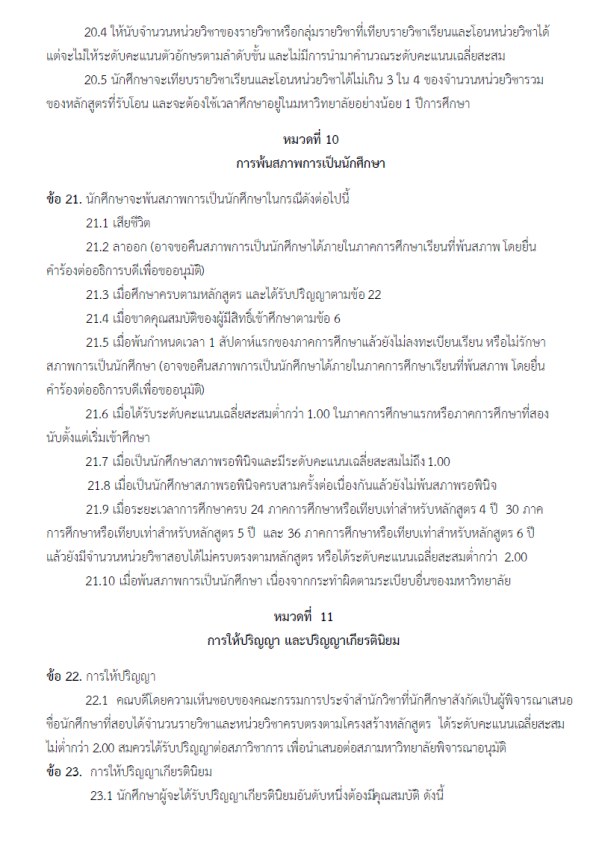 20.4 ให้นับจำนวนหน่วยวิชาของรายวิชาหรือกลุ่มรายวิชาที่เทียบรายวิชาเรียนและโอนหน่วยวิชาได้
แต่จะไม่ให้ระดับคะแนนตัวอักษรตามลำดับขั้น และไม่มีการนำมาคำนวณระดับคะแนนเฉลี่ยสะสม
20.5 นักศึกษาจะเทียบรายวิชาเรียนและโอนหน่วยวิชาได้ไม่เกิน 3 ใน 4 ของจำนวนหน่วยวิชารวม
ของหลักสูตรที่รับโอน และจะต้องใช้เวลาศึกษาอยู่ในมหาวิทยาลัยอย่างน้อย 1 ปีการศึกษา
หมวดที่ 10
การพ้นสภาพการเป็นนักศึกษา
ข้อ 21. นักศึกษาจะพ้นสภาพการเป็นนักศึกษาในกรณีดังต่อไปนี้
21.1 เสียชีวิต
21.2 ลาออก (อาจขอคืนสภาพการเป็นนักศึกษาได้ภายในภาคการศึกษาเรียนที่พ้นสภาพ โดยยื่น
คำร้องต่ออธิการบดีเพื่อขออนุมัติ)
21.3 เมื่อศึกษาครบตามหลักสูตร และได้รับปริญญาตามข้อ 22
21.4 เมื่อขาดคุณสมบัติของผู้มีสิทธิ์เข้าศึกษาตามข้อ 6
21.5 เมื่อพ้นกำหนดเวลา 1 สัปดาห์แรกของภาคการศึกษาแล้วยังไม่ลงทะเบียนเรียน หรือไม่รักษา
สภาพการเป็นนักศึกษา (อาจขอคืนสภาพการเป็นนักศึกษาได้ภายในภาคการศึกษาเรียนที่พ้นสภาพ โดยยื่น
คำร้องต่ออธิการบดีเพื่อขออนุมัติ)
21.6 เมื่อได้รับระดับคะแนนเฉลี่ยสะสมต่ำกว่า 1.00 ในภาคการศึกษาแรกหรือภาคการศึกษาที่สอง
นับตั้งแต่เริ่มเข้าศึกษา
21.7 เมื่อเป็นนักศึกษาสภาพรอพินิจและมีระดับคะแนนเฉลี่ยสะสมไม่ถึง 1.00
21.8 เมื่อเป็นนักศึกษาสภาพรอพินิจครบสามครั้งต่อเนื่องกันแล้วยังไม่พ้นสภาพรอพินิจ
21.9 เมื่อระยะเวลาการศึกษาครบ 24 ภาคการศึกษาหรือเทียบเท่าสำหรับหลักสูตร 4 ปี 30 ภาค
การศึกษาหรือเทียบเท่าสำหรับหลักสูตร 5 ปี และ 36 ภาคการศึกษาหรือเทียบเท่าสำหรับหลักสูตร 6 ปี
แล้วยังมีจำนวนหน่วยวิชาสอบได้ไม่ครบตรงตามหลักสูตร หรือได้ระดับคะแนนเฉลี่ยสะสมต่ำกว่า 2.00
21.10 เมื่อพ้นสภาพการเป็นนักศึกษา เนื่องจากกระทำผิดตามระเบียบอื่นของมหาวิทยาลัย
หมวดที่ 11
การให้ปริญญา และปริญญาเกียรตินิยม
ข้อ 22. การให้ปริญญา
22.1 คณบดีโดยความเห็นชอบของคณะกรรมการประจำสำนักวิชาที่นักศึกษาสังกัดเป็นผู้พิจารณาเสนอ
ชื่อนักศึกษาที่สอบได้จำนวนรายวิชาและหน่วยวิชาครบตรงตามโครงสร้างหลักสูตร ได้ระดับคะแนนเฉลี่ยสะสม
ไม่ต่ำกว่า 2.00 สมควรได้รับปริญญาต่อสภาวิชาการ เพื่อนำเสนอต่อสภามหาวิทยาลัยพิจารณาอนุมัติ
ข้อ 23. การให้ปริญญาเกียรตินิยม
23.1 นักศึกษาผู้จะได้รับปริญญาเกียรตินิยมอันดับหนึ่งต้องมีคุณสมบัติ ดังนี้